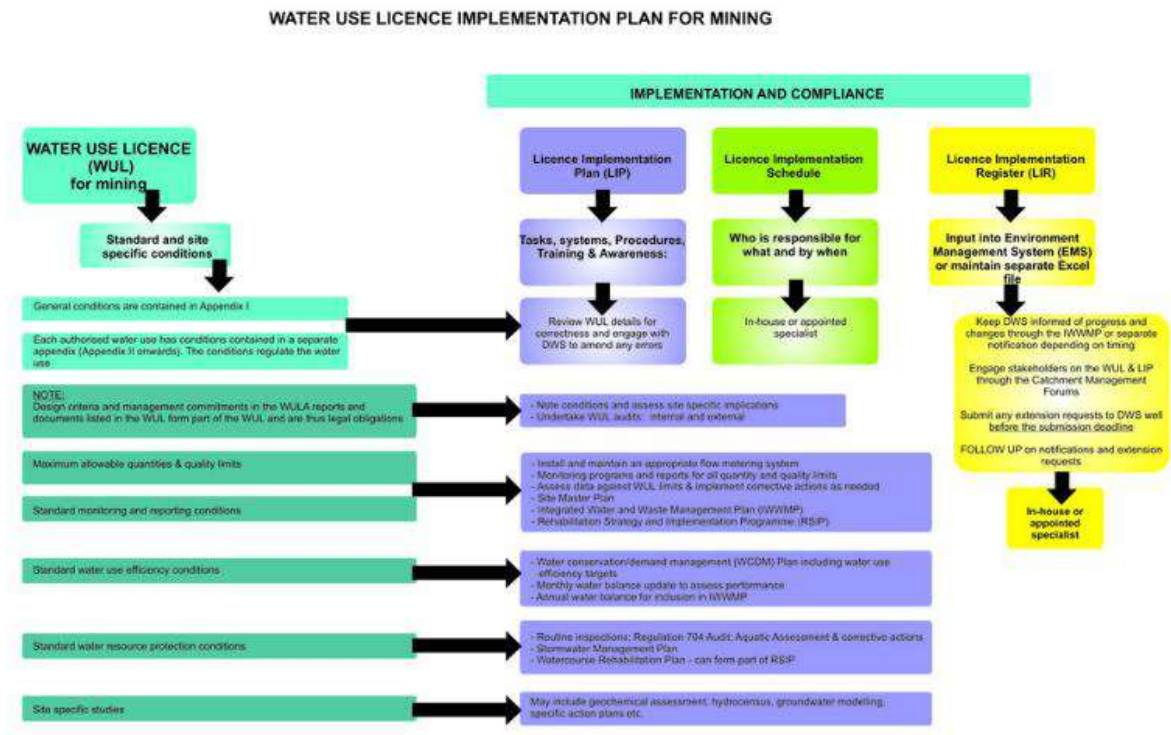 WATER USE LICENCE IMPLEMENTATION PLAN FOR MINING
IMPLEMENTATION AND COMPLIANCE
WATER USE LICENCE
(WUL)
for mining
Standard and site
specific conditions
General conditions are contained in Appendix I
Each authorised water use has conditions contained in a separate
appendix (Appendix II onwards). The conditions regulate the water
use
NOTE:
Design criteria and management commitments in the WULA reports and
documents listed in the WUL form part of the WUL and are thus legal obligations
Maximum allowable quantities & quality limits
Standard monitoring and reporting conditions
Standard water use efficiency conditions
Standard water resource protection conditions
Site specific studies
Licence Implementation
Plan (LIP)
Tasks, systems, Procedures,
Training & Awareness:
Review WUL details for
correctness and engage with
DWS to amend any errors
- Note conditions and assess site specific implications
- Undertake WUL audits: internal and external
- Install and maintain an appropriate flow metering system
- Monitoring programs and reports for all quantity and quality limits
- Assess data against WUL limits & implement corrective actions as needed
- Site Master Plan
- Integrated Water and Waste Management Plan (IWWMP)
- Rehabilitation Strategy and Implementation Programme (RSIP)
- Water conservation/demand management (WCDM) Plan including water use
efficiency targets
- Monthly water balance update to assess performance
- Annual water balance for inclusion in IWWMP
- Routine inspections; Regulation 704 Audit; Aquatic Assessment & corrective actions
- Stormwater Management Plan
- Watercourse Rehabilitation Plan - can form part of RSIP
May include geochemical assessment, hydrocensus, groundwater modelling,
specific action plans etc.
Licence Implementation
Schedule
Who is responsible for
what and by when
In-house or appointed
specialist
Licence Implementation
Register (LIR)
Input into Environment
Management System (EMS)
or maintain separate Excel
file
Keep DWS informed of progress and
changes through the IWWMP or separate
notification depending on timing
Engage stakeholders on the WUL & LIP
through the Catchment Management
Forums
Submit any extension requests to DWS well
before the submission deadline
FOLLOW UP on notifications and extension
requests
In-house or
appointed
specialist